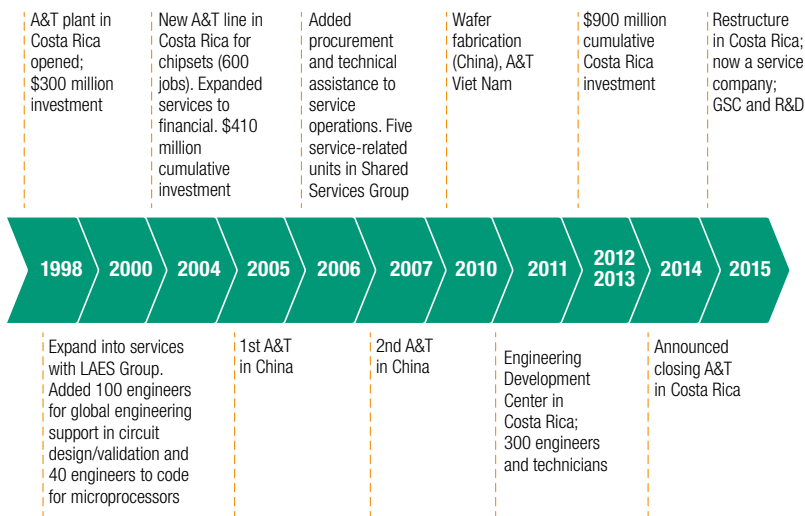 A&T plant in
Costa Rica
opened;
$300 million
investment
New A&T line in
Costa Rica for
chipsets (600
jobs). Expanded
services to
financial. $410
million
cumulative
investment
Added
procurement
and technical
assistance to
service
operations. Five
service-related
units in Shared
Services Group
Wafer
fabrication
(China), A&T
Viet Nam
$900 million
cumulative
Costa Rica
investment
Restructure
in Costa Rica;
now a service
company;
GSC and R&D
1998
2000
2004
2005
2006
2007
2010
2011
2012
2013
2014
2015
Expand into services
with LAES Group.
Added 100 engineers
for global engineering
support in circuit
design/validation and
40 engineers to code
for microprocessors
1st A&T
in China
2nd A&T
in China
Engineering
Development
Center in
Costa Rica;
300 engineers
and technicians
Announced
closing A&T
in Costa Rica